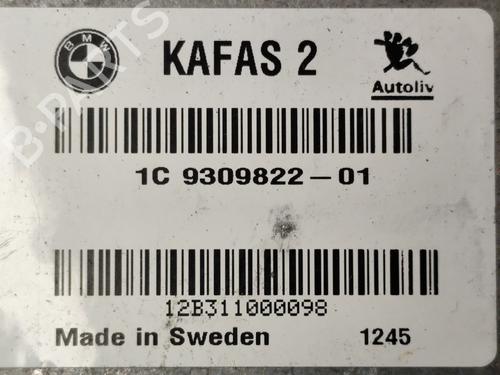 BMW
KAFAS 2
Autoliv
1C 9309822-01
12B311000098
Made in Sweden 1245
B-PARTS